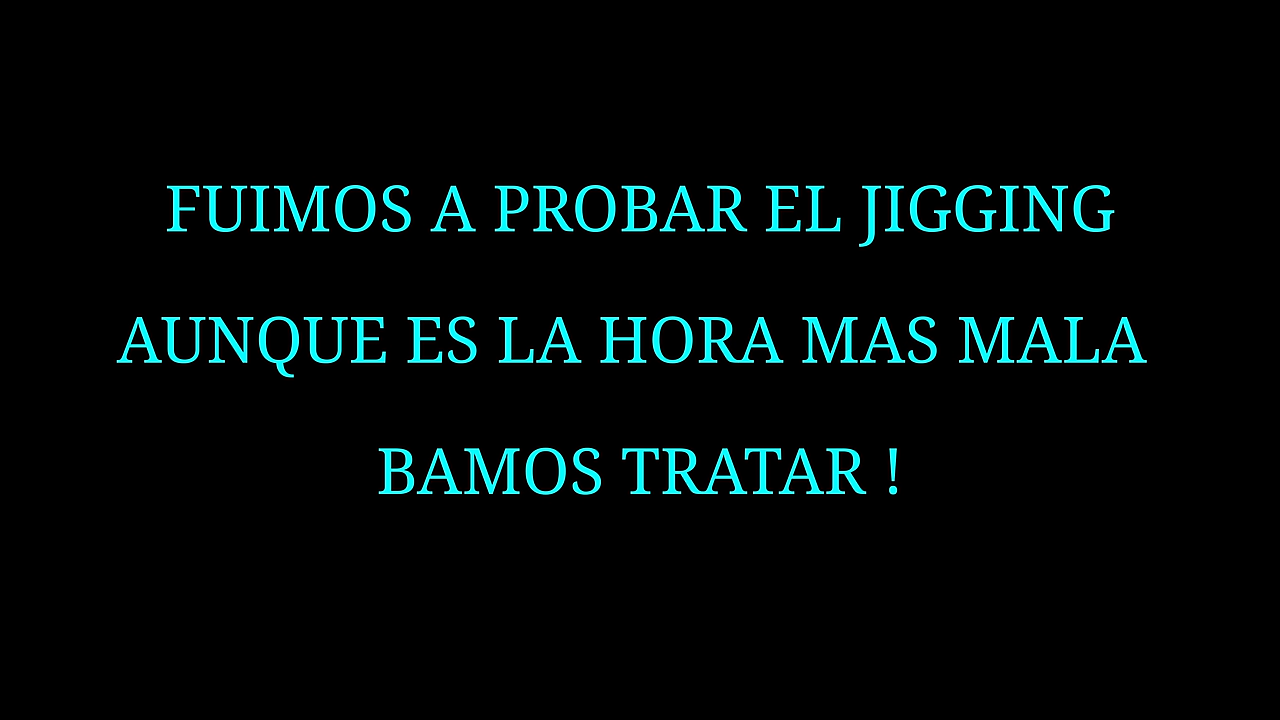 FUIMOS A PROBAR EL JIGGING
AUNQUE ES LA HORA MAS MALA
BAMOS TRATAR !